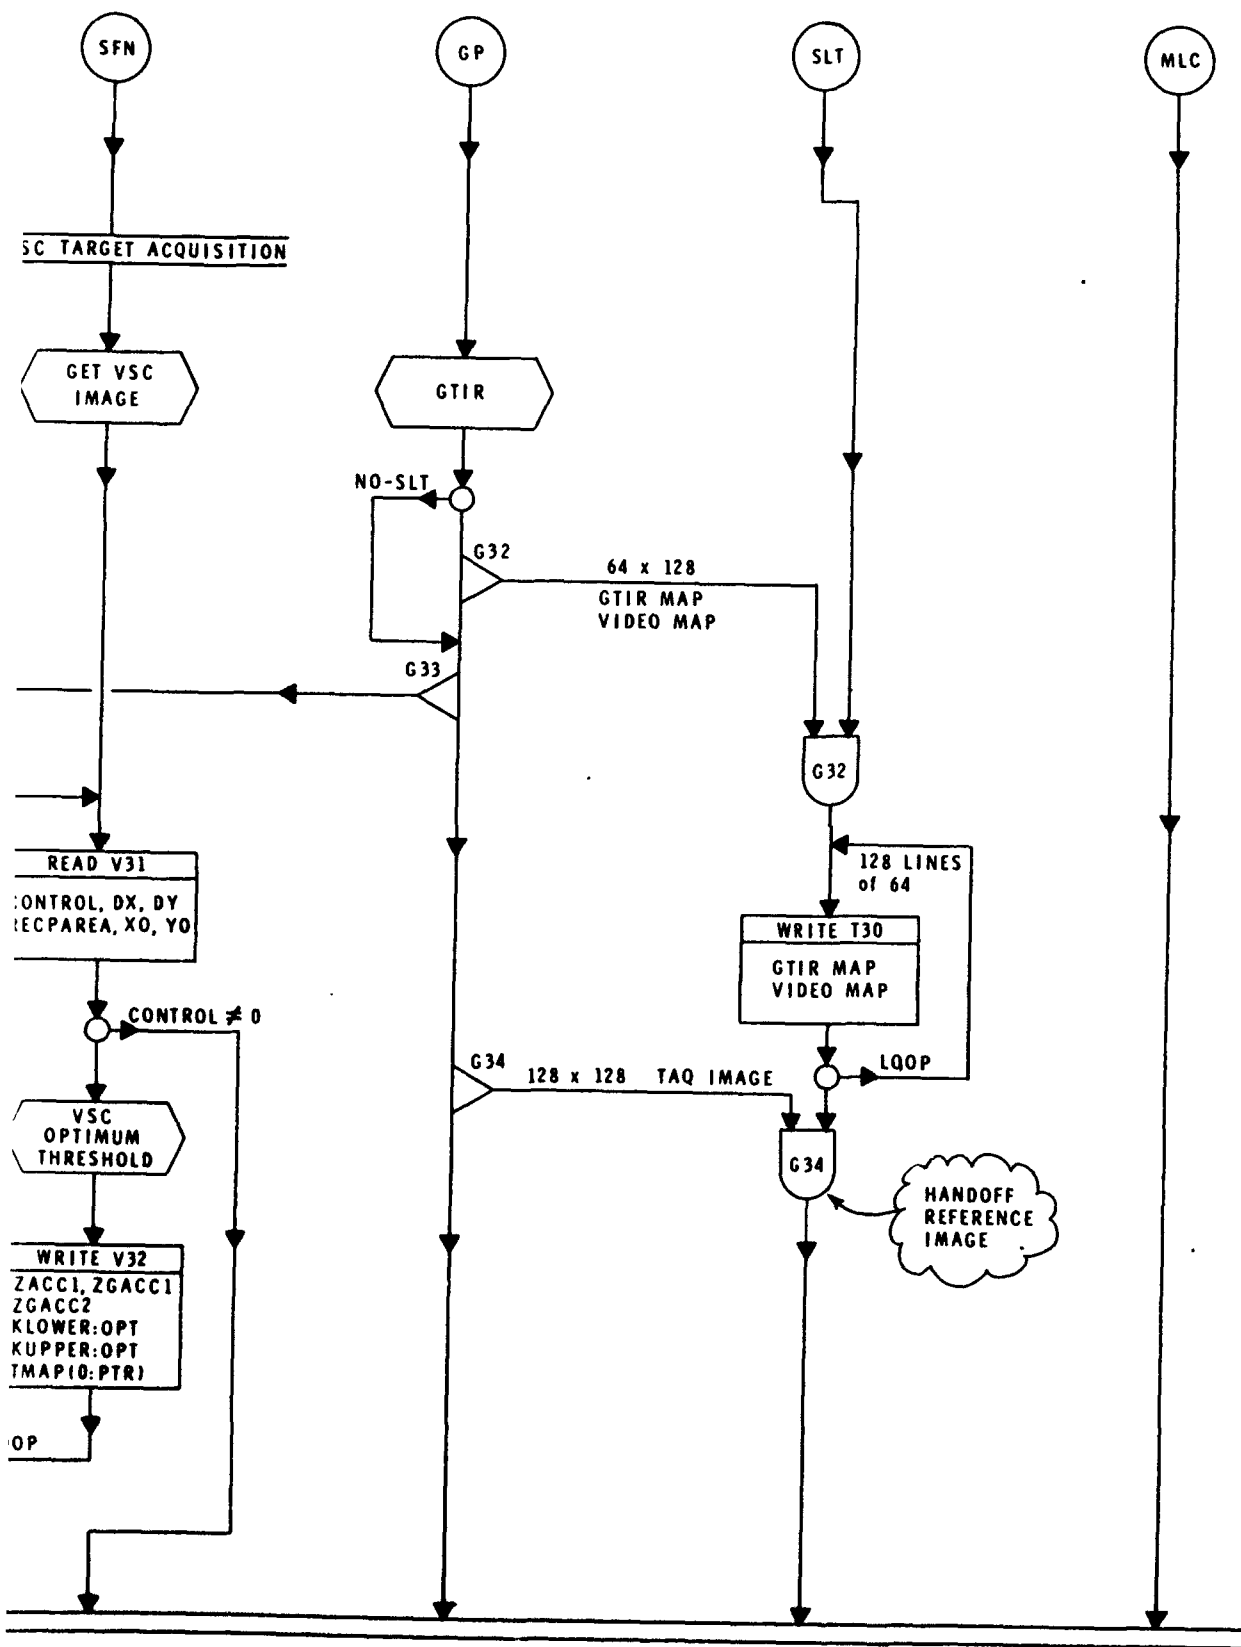 SFN
GP
SLT
MLC
SC TARGET ACQUISITION
GET VSC
IMAGE
GTIR
NO-SLT
G32
64 x 128
GTIR MAP
VIDEO MAP
G33
G32
READ V31
CONTROL, DX, DY
RECPAREA, XO, YO
128 LINES
of 64
WRITE T30
GTIR MAP
VIDEO MAP
CONTROL ≠ 0
LOOP
G34
128 x 128 TAQ IMAGE
VSC
OPTIMUM
THRESHOLD
G34
HANDOFF
REFERENCE
IMAGE
WRITE V32
ZACC1, ZGACC1
ZGACC2
KLOWER:OPT
KUPPER:OPT
TMAP(0:PTR)
OP